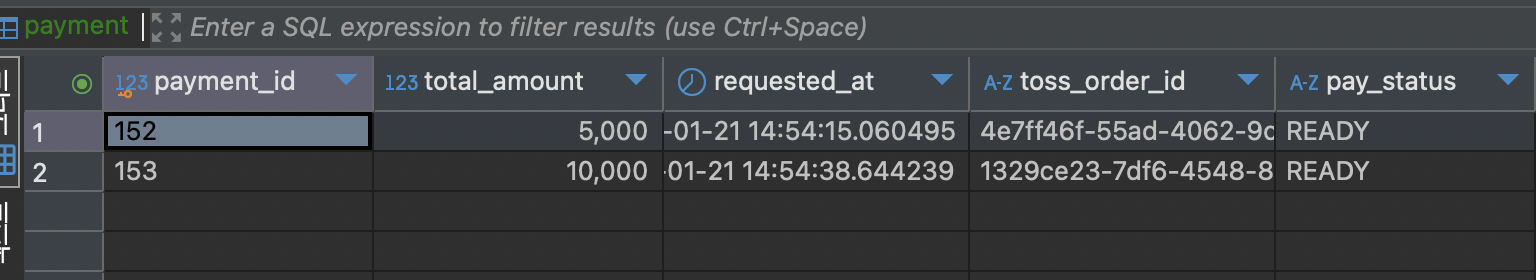 payment Enter a SQL expression to filter results (use Ctrl+Space)
123 payment_id 123 total_amount requested_at A-Z toss_order_id A-Z pay_status
1 152 5,000 -01-21 14:54:15.060495 4e7ff46f-55ad-4062-9c READY
2 153 10,000 -01-21 14:54:38.644239 1329ce23-7df6-4548-8 READY